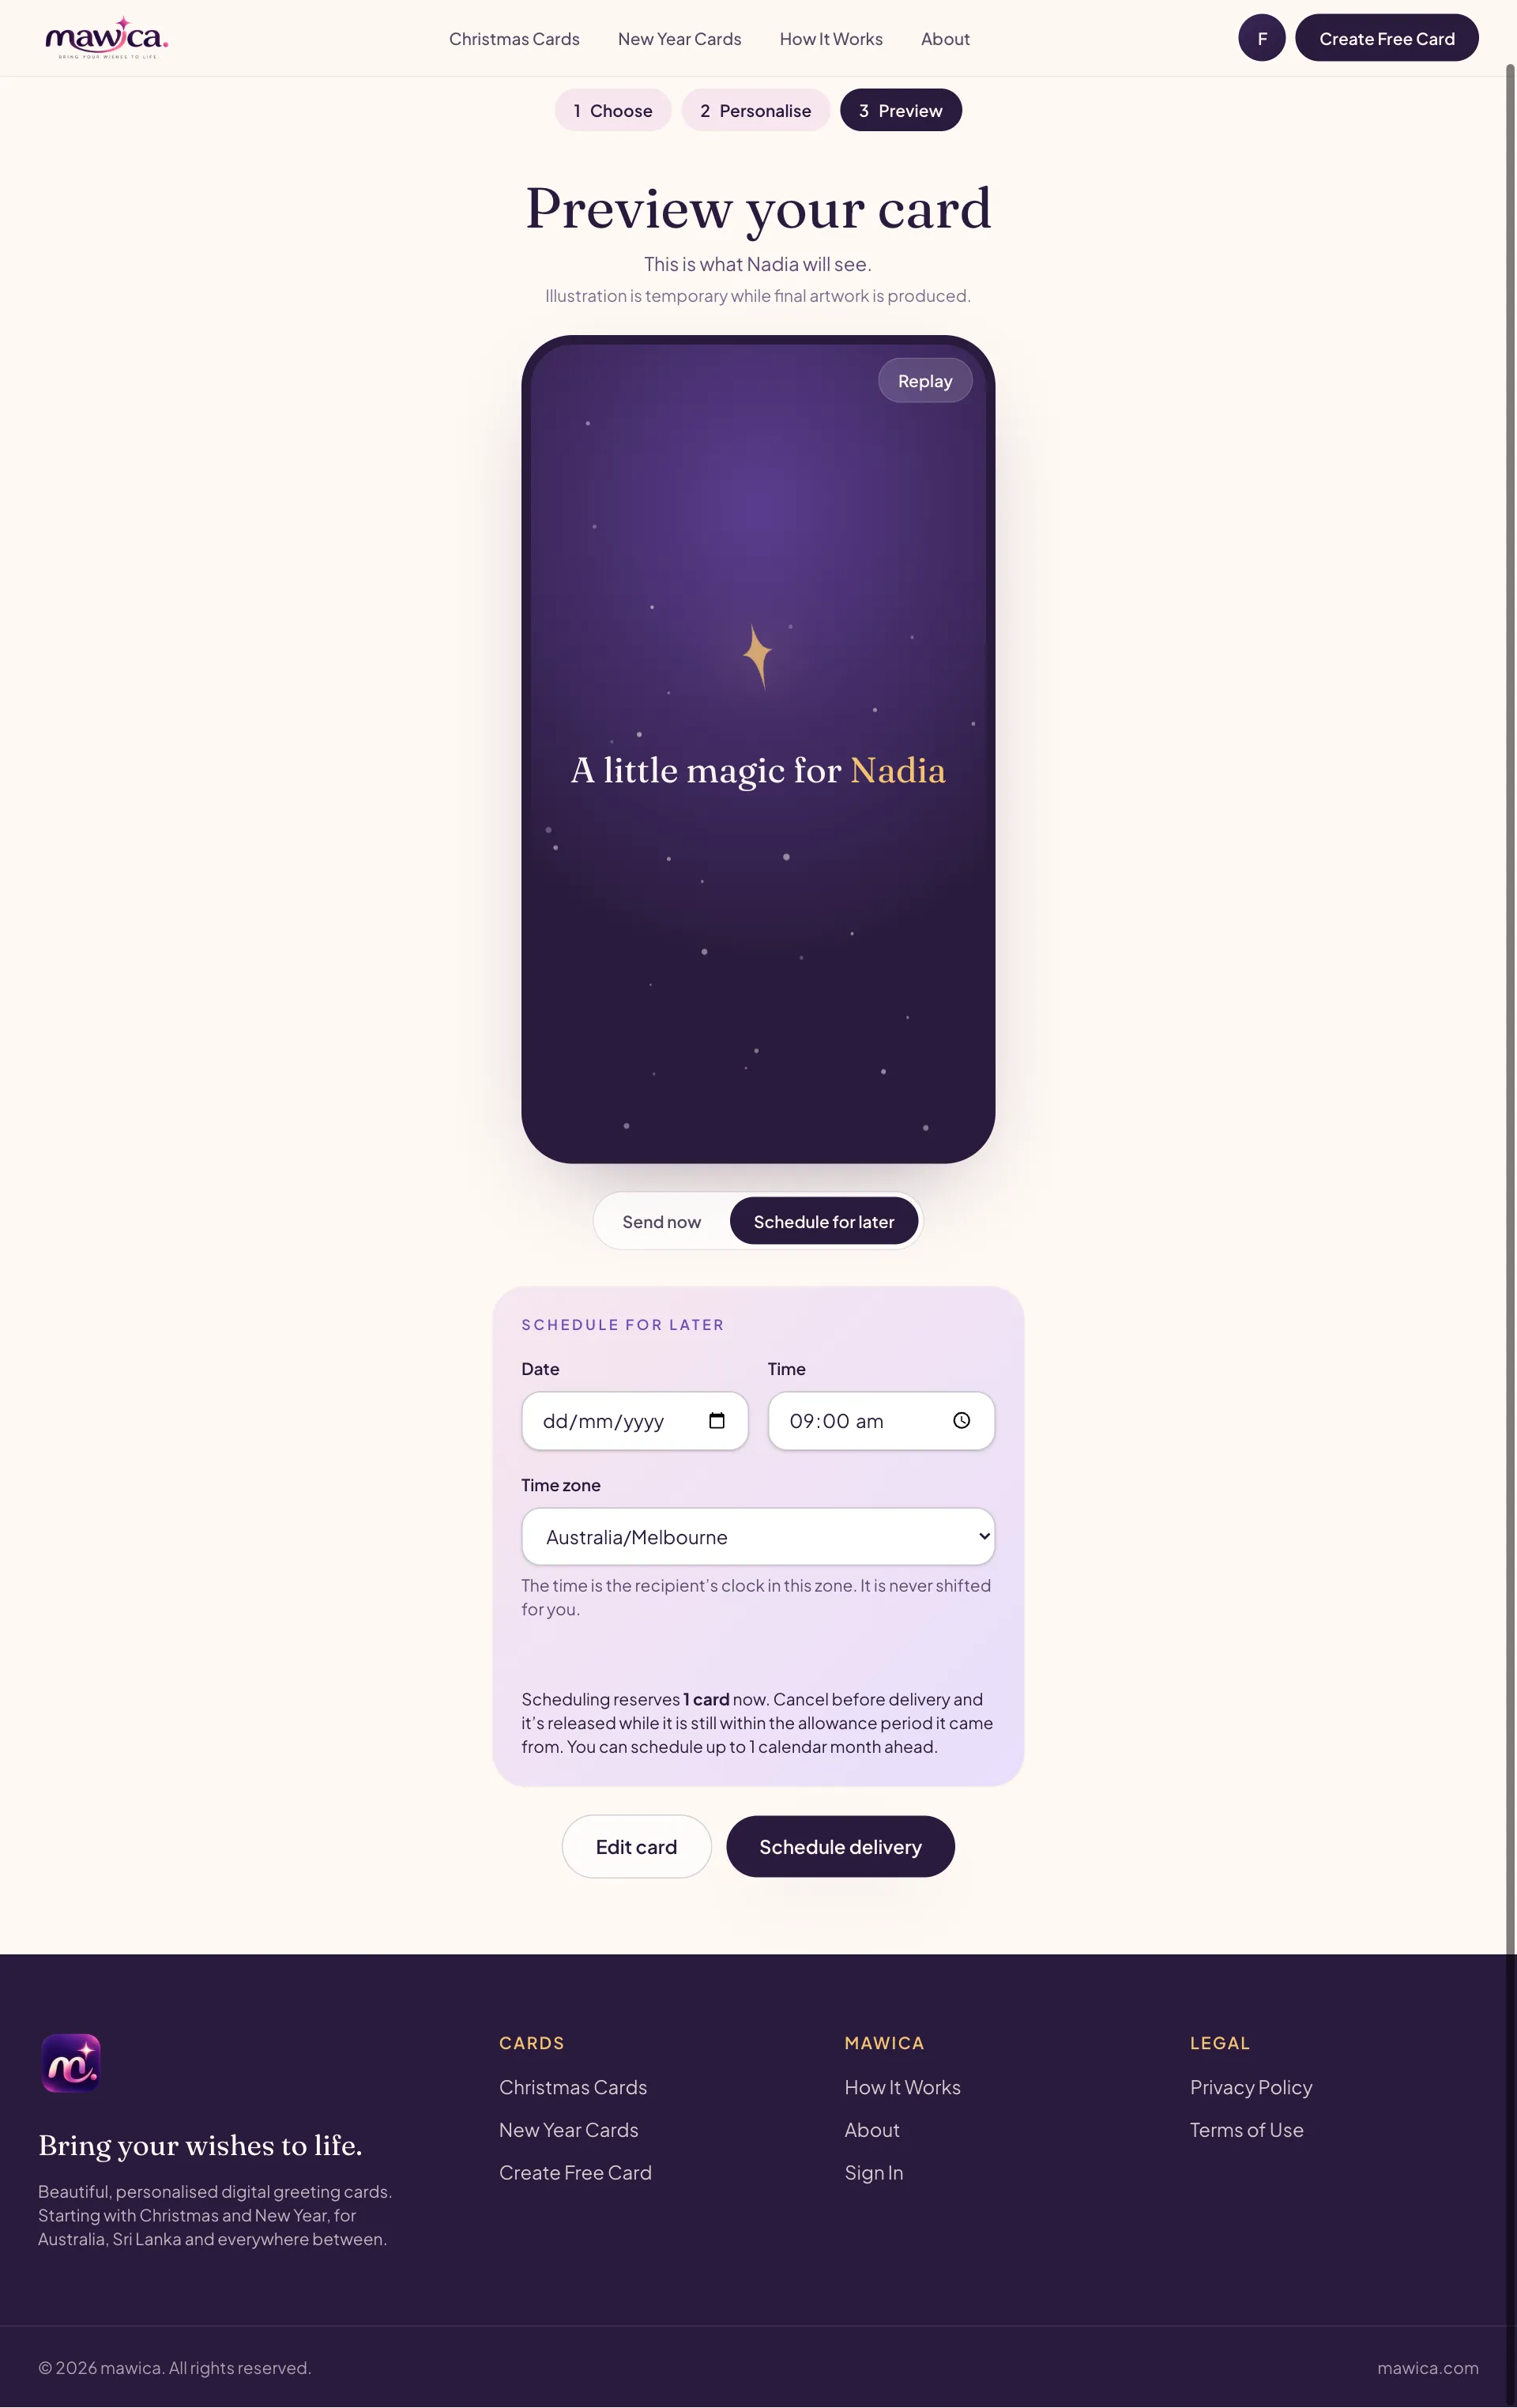 mawica.
BRING YOUR WISHES TO LIFE.
Christmas Cards
New Year Cards
How It Works
About
F
Create Free Card
1 Choose
2 Personalise
3 Preview
Preview your card
This is what Nadia will see.
Illustration is temporary while final artwork is produced.
Replay
A little magic for Nadia
Send now
Schedule for later
SCHEDULE FOR LATER
Date
Time
dd/mm/yyyy
09:00 am
Time zone
Australia/Melbourne
The time is the recipient’s clock in this zone. It is never shifted
for you.
Scheduling reserves 1 card now. Cancel before delivery and
it’s released while it is still within the allowance period it came
from. You can schedule up to 1 calendar month ahead.
Edit card
Schedule delivery
m.
Bring your wishes to life.
Beautiful, personalised digital greeting cards.
Starting with Christmas and New Year, for
Australia, Sri Lanka and everywhere between.
CARDS
Christmas Cards
New Year Cards
Create Free Card
MAWICA
How It Works
About
Sign In
LEGAL
Privacy Policy
Terms of Use
© 2026 mawica. All rights reserved.
mawica.com